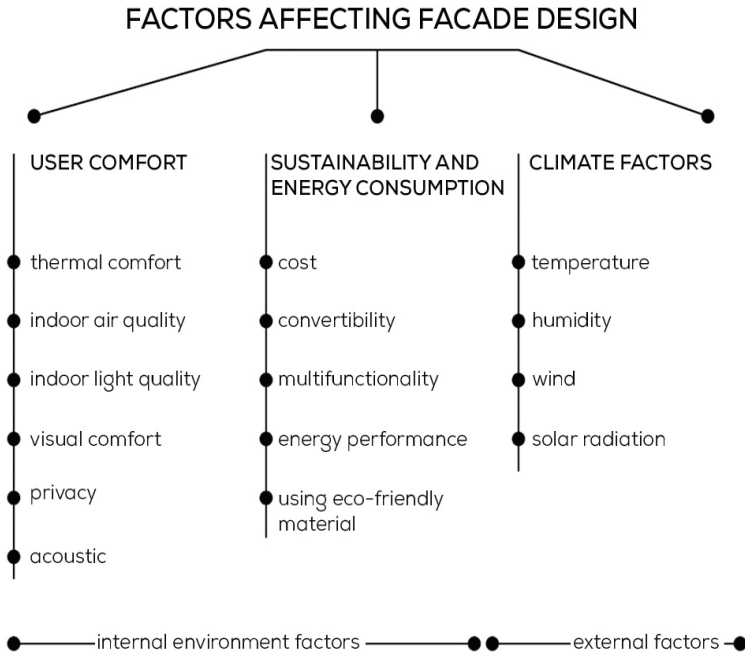 FACTORS AFFECTING FACADE DESIGN
USER COMFORT
thermal comfort
indoor air quality
indoor light quality
visual comfort
privacy
acoustic
SUSTAINABILITY AND
ENERGY CONSUMPTION
cost
convertibility
multifunctionality
energy performance
using eco-friendly
material
CLIMATE FACTORS
temperature
humidity
wind
solar radiation
internal environment factors
external factors